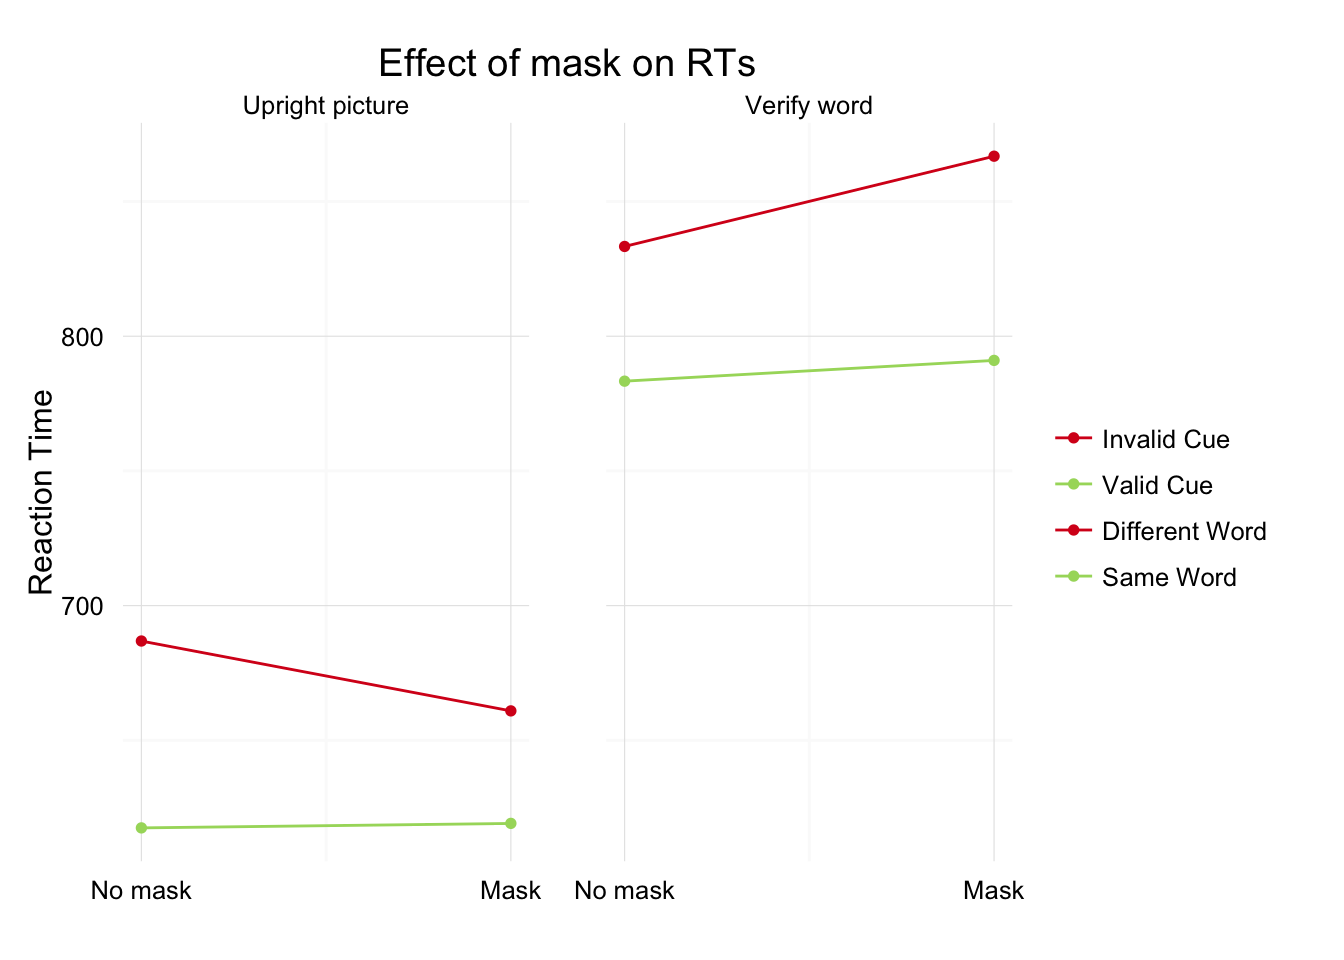 Effect of mask on RTs
Upright picture
Verify word
800
700
Reaction Time
No mask
Mask
No mask
Mask
Invalid Cue
Valid Cue
Different Word
Same Word